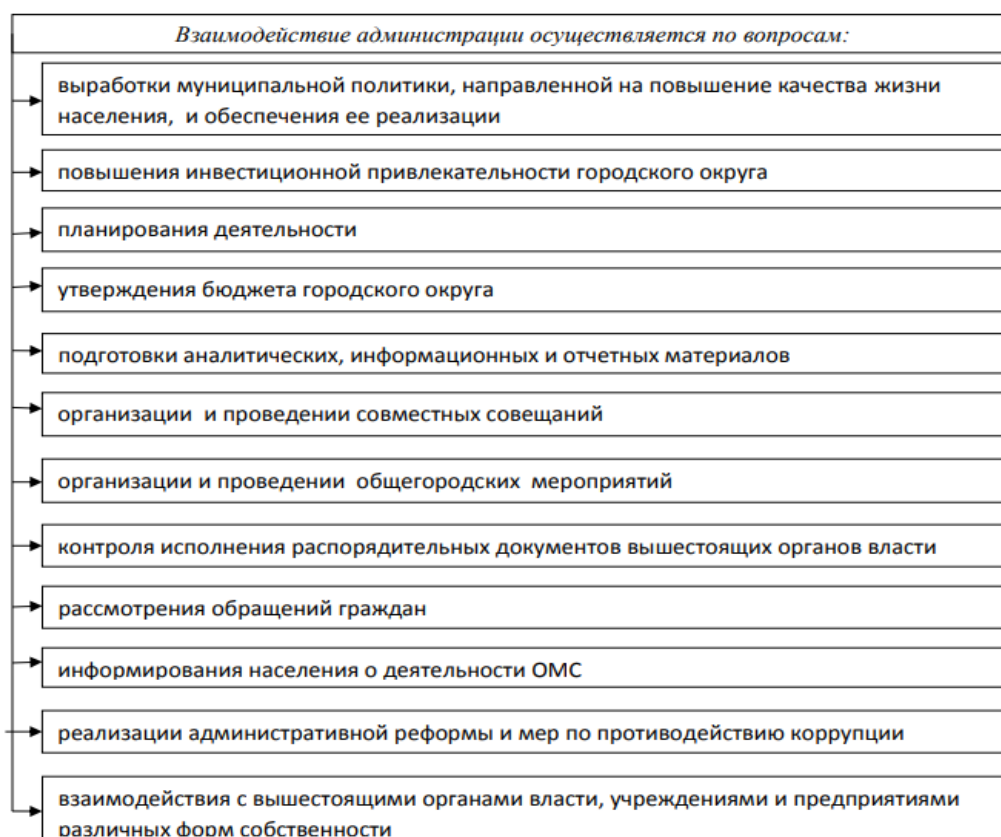 Взаимодействие администрации осуществляется по вопросам:
выработки муниципальной политики, направленной на повышение качества жизни
населения, и обеспечения ее реализации
повышения инвестиционной привлекательности городского округа
планирования деятельности
утверждения бюджета городского округа
подготовки аналитических, информационных и отчетных материалов
организации и проведении совместных совещаний
организации и проведении общегородских мероприятий
контроля исполнения распорядительных документов вышестоящих органов власти
рассмотрения обращений граждан
информирования населения о деятельности ОМС
реализации административной реформы и мер по противодействию коррупции
взаимодействия с вышестоящими органами власти, учреждениями и предприятиями
различных форм собственности